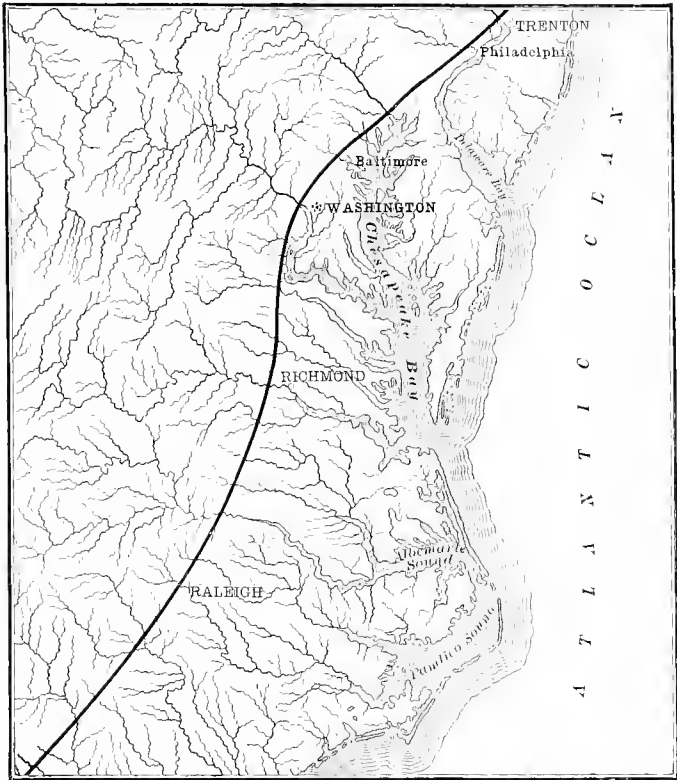 TRENTON
Philadelphia
Delaware Bay
Baltimore
WASHINGTON
Chesapeake Bay
ATLANTIC OCEAN
RICHMOND
Albemarle
Sound
RALEIGH
Pamlico Sound